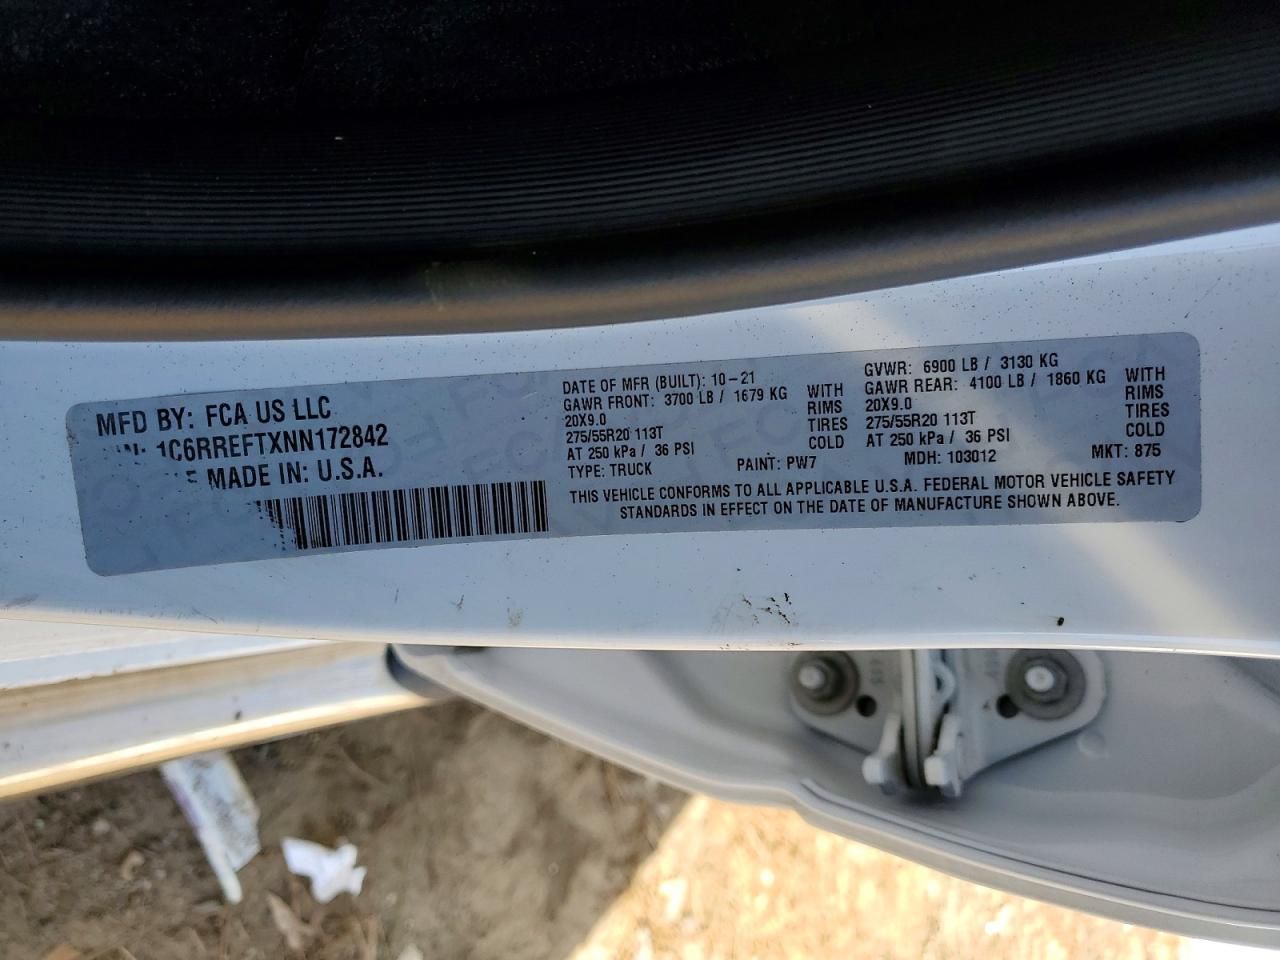 MFD BY: FCA US LLC
1C6RREFTXNN172842
MADE IN: U.S.A.
DATE OF MFR (BUILT): 10-21
GAWR FRONT: 3700 LB / 1679 KG WITH
20X9.0 RIMS
275/55R20 113T TIRES
AT 250 kPa / 36 PSI COLD
TYPE: TRUCK PAINT: PW7
GVWR: 6900 LB / 3130 KG
GAWR REAR: 4100 LB / 1860 KG WITH
20X9.0 RIMS
275/55R20 113T TIRES
AT 250 kPa / 36 PSI COLD
MDH: 103012 MKT: 875
THIS VEHICLE CONFORMS TO ALL APPLICABLE U.S.A. FEDERAL MOTOR VEHICLE SAFETY
STANDARDS IN EFFECT ON THE DATE OF MANUFACTURE SHOWN ABOVE.